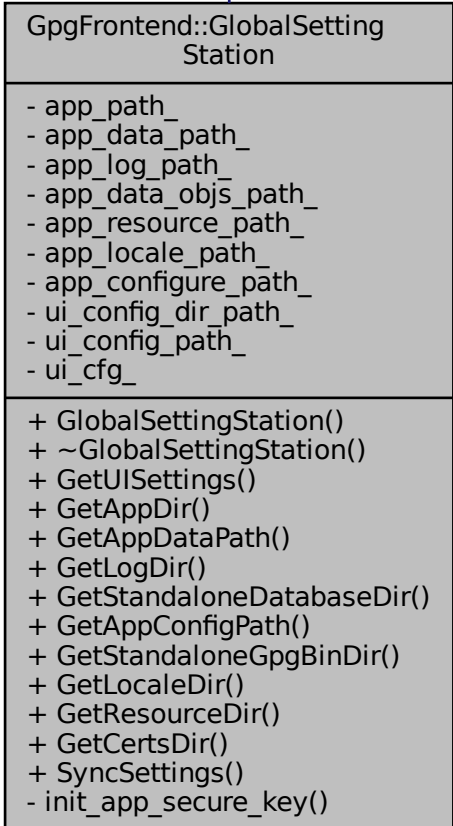 GpgFrontend::GlobalSetting
Station
- app_path_
- app_data_path_
- app_log_path_
- app_data_objs_path_
- app_resource_path_
- app_locale_path_
- app_configure_path_
- ui_config_dir_path_
- ui_config_path_
- ui_cfg_
+ GlobalSettingStation()
+ ~GlobalSettingStation()
+ GetUISettings()
+ GetAppDir()
+ GetAppDataPath()
+ GetLogDir()
+ GetStandaloneDatabaseDir()
+ GetAppConfigPath()
+ GetStandaloneGpgBinDir()
+ GetLocaleDir()
+ GetResourceDir()
+ GetCertsDir()
+ SyncSettings()
- init_app_secure_key()